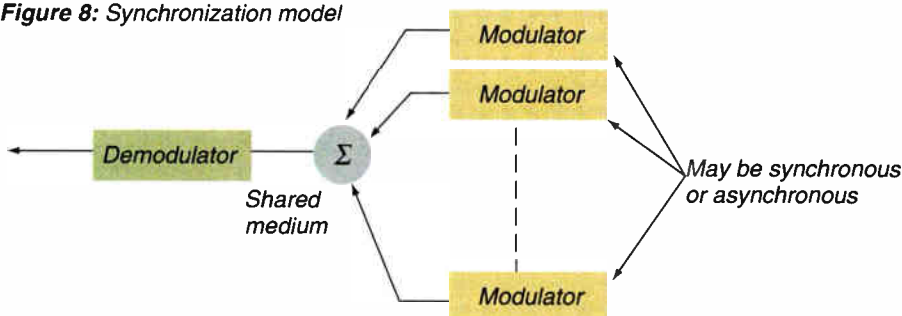 Figure 8: Synchronization model
Modulator
Modulator
Demodulator
Σ
May be synchronous
or asynchronous
Shared
medium
Modulator